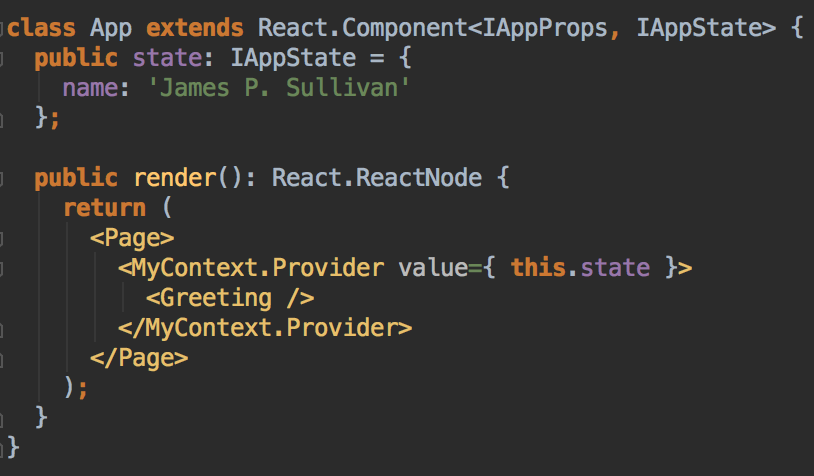 class App extends React.Component<IAppProps, IAppState> {
  public state: IAppState = {
    name: 'James P. Sullivan'
  };

  public render(): React.ReactNode {
    return (
      <Page>
        <MyContext.Provider value={ this.state }>
          <Greeting />
        </MyContext.Provider>
      </Page>
    );
  }
}